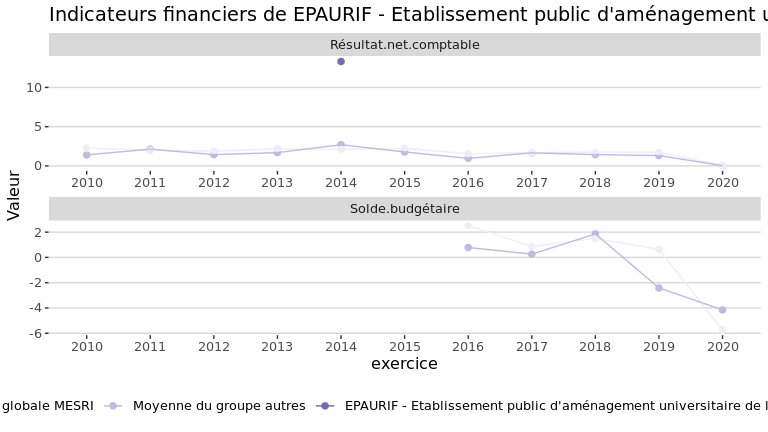 Indicateurs financiers de EPAURIF - Etablissement public d'aménagement
Résultat.net.comptable
10
5
0
2010 2011 2012 2013 2014 2015 2016 2017 2018 2019 2020
Valeur
Solde.budgétaire
2
0
-2
-4
-6
2010 2011 2012 2013 2014 2015 2016 2017 2018 2019 2020
exercice
globale MESRI Moyenne du groupe autres EPAURIF - Etablissement public d'aménagement universitaire de